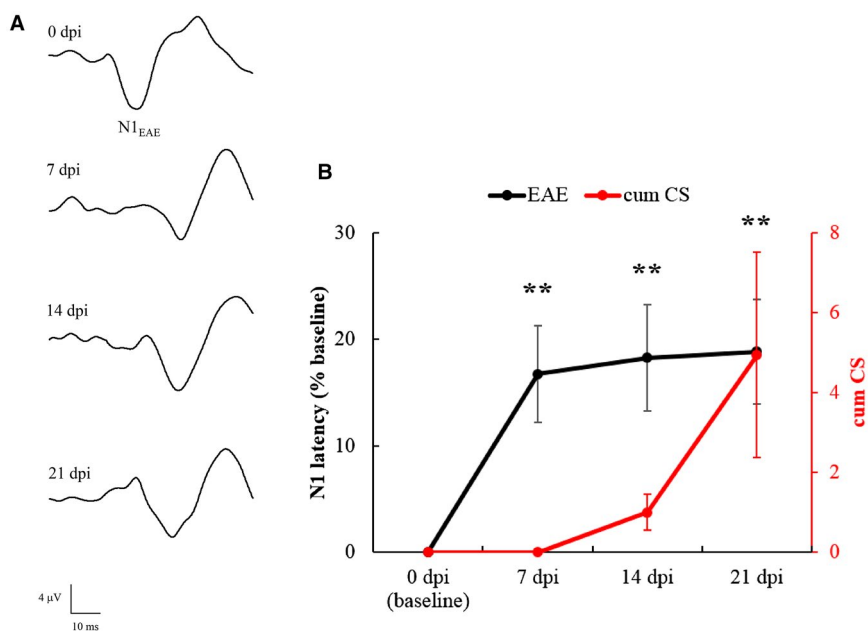 A
0 dpi
N1EAE
7 dpi
14 dpi
21 dpi
4 μV
10 ms
B
EAE cum CS
** ** **
30
20
10
0
N1 latency (% baseline)
8
6
4
2
0
cum CS
0 dpi 7 dpi 14 dpi 21 dpi
(baseline)